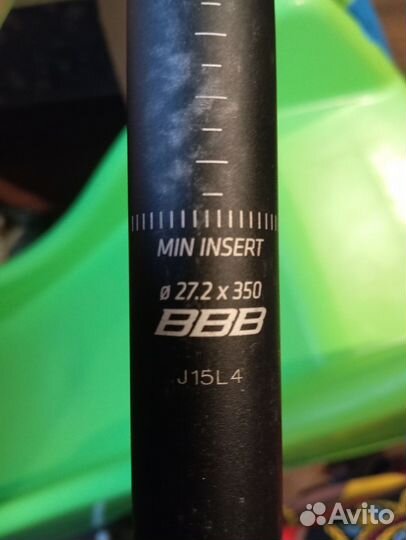 MIN INSERT
ø 27.2 x 350
BBB
J15L4
Avito